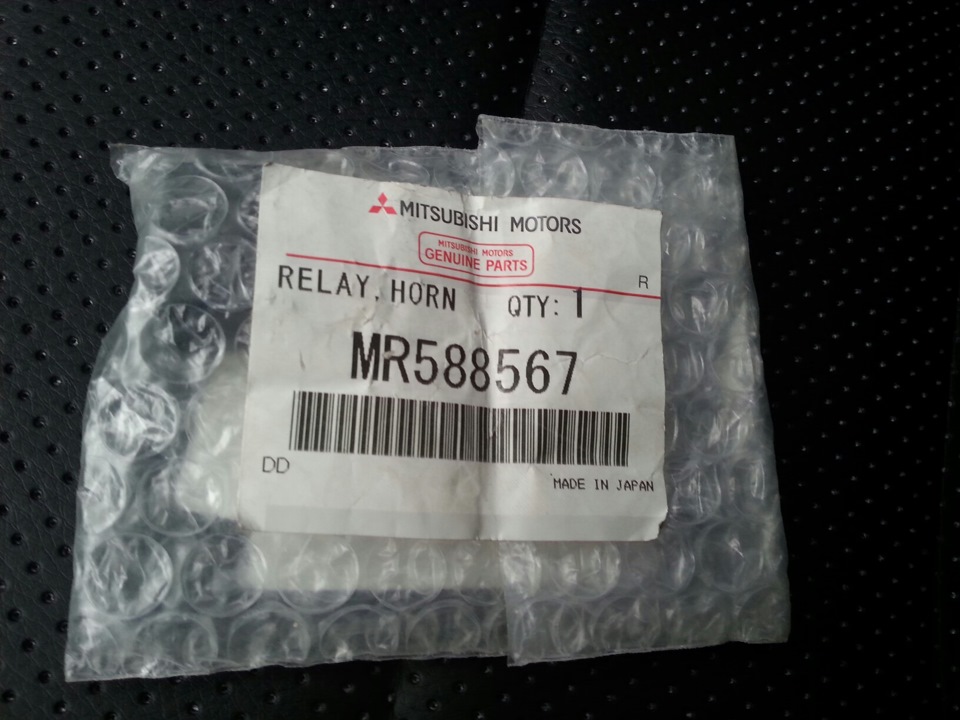 MITSUBISHI MOTORS
MITSUBISHI MOTORS
GENUINE PARTS
R
RELAY, HORN QTY: 1
MR588567
DD
MADE IN JAPAN